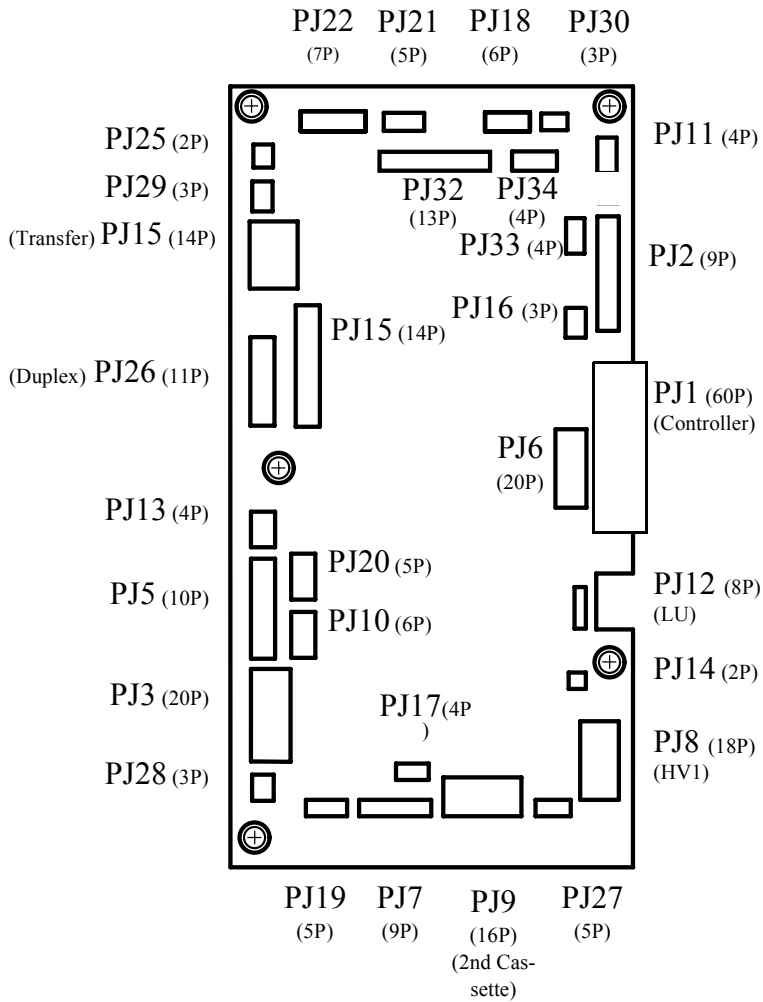 PJ22 PJ21 PJ18 PJ30
(7P) (5P) (6P) (3P)
PJ25 (2P)
PJ11 (4P)
PJ29 (3P)
PJ32 PJ34
(13P) (4P)
(Transfer) PJ15 (14P)
PJ33 (4P)
PJ2 (9P)
PJ16 (3P)
PJ15 (14P)
(Duplex) PJ26 (11P)
PJ1 (60P)
(Controller)
PJ6
(20P)
PJ13 (4P)
PJ20 (5P)
PJ5 (10P)
PJ12 (8P)
(LU)
PJ10 (6P)
PJ14 (2P)
PJ3 (20P)
PJ17(4P
)
PJ8 (18P)
(HV1)
PJ28 (3P)
PJ19 PJ7 PJ9 PJ27
(5P) (9P) (16P) (5P)
(2nd Cas-
sette)